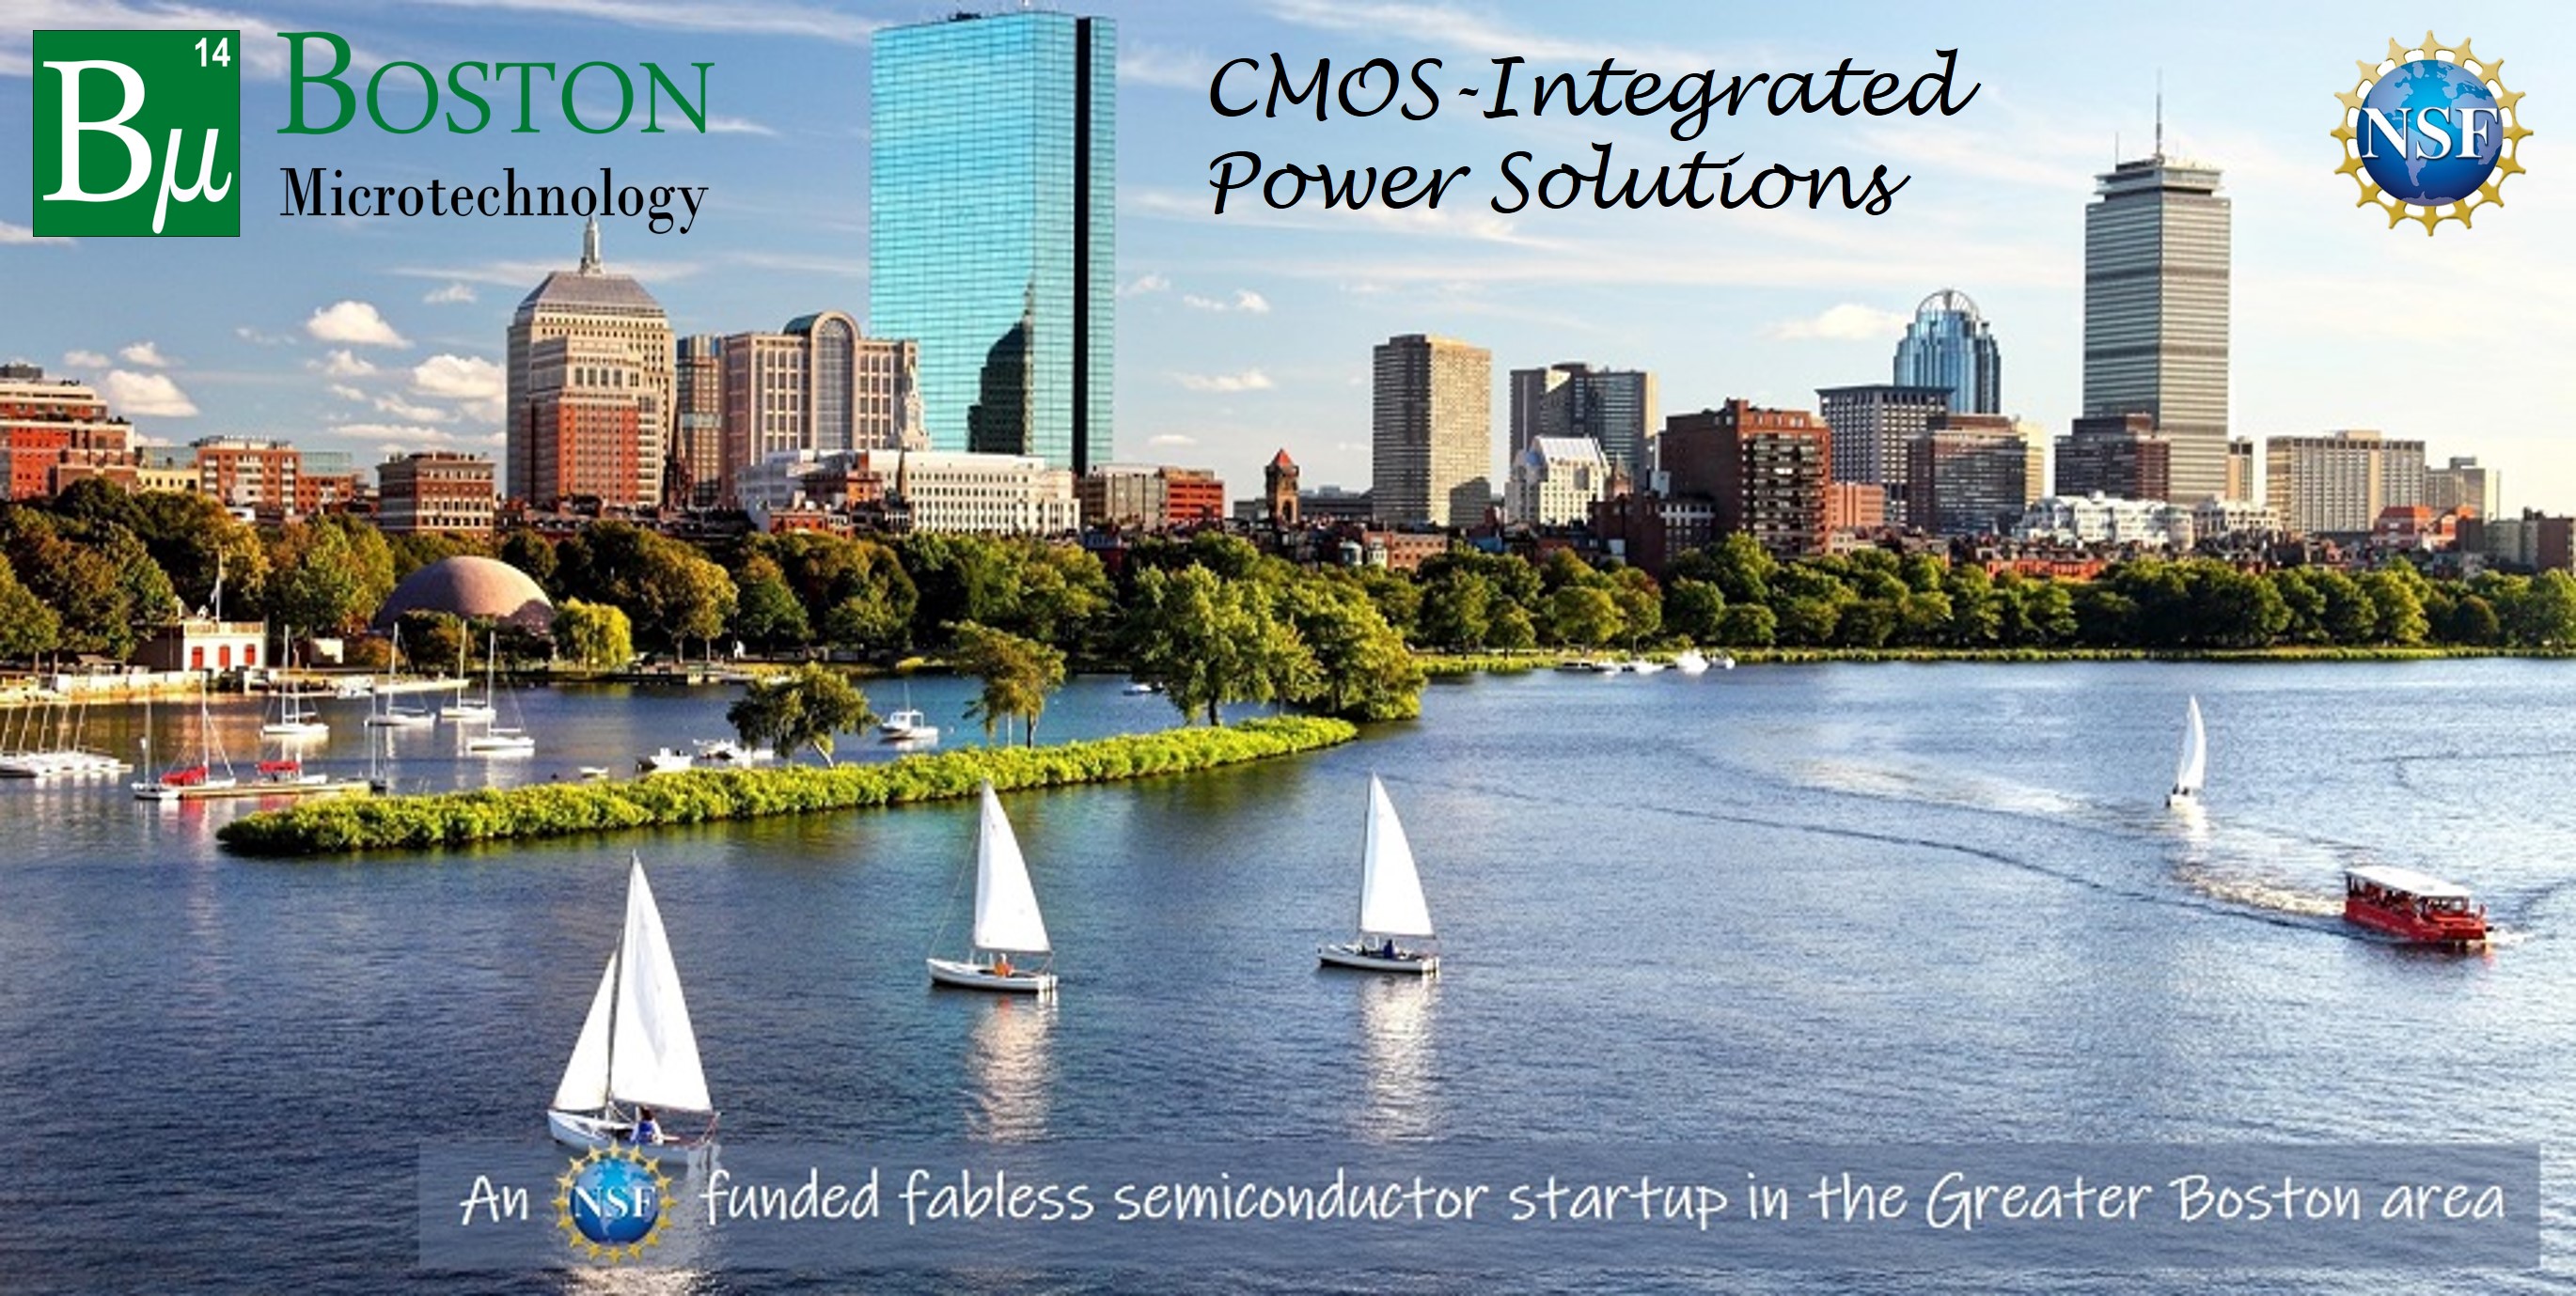 14
Bμ
BOSTON
Microtechnology
CMOS-Integrated
Power Solutions
NSF
An NSF funded fabless semiconductor startup in the Greater Boston area